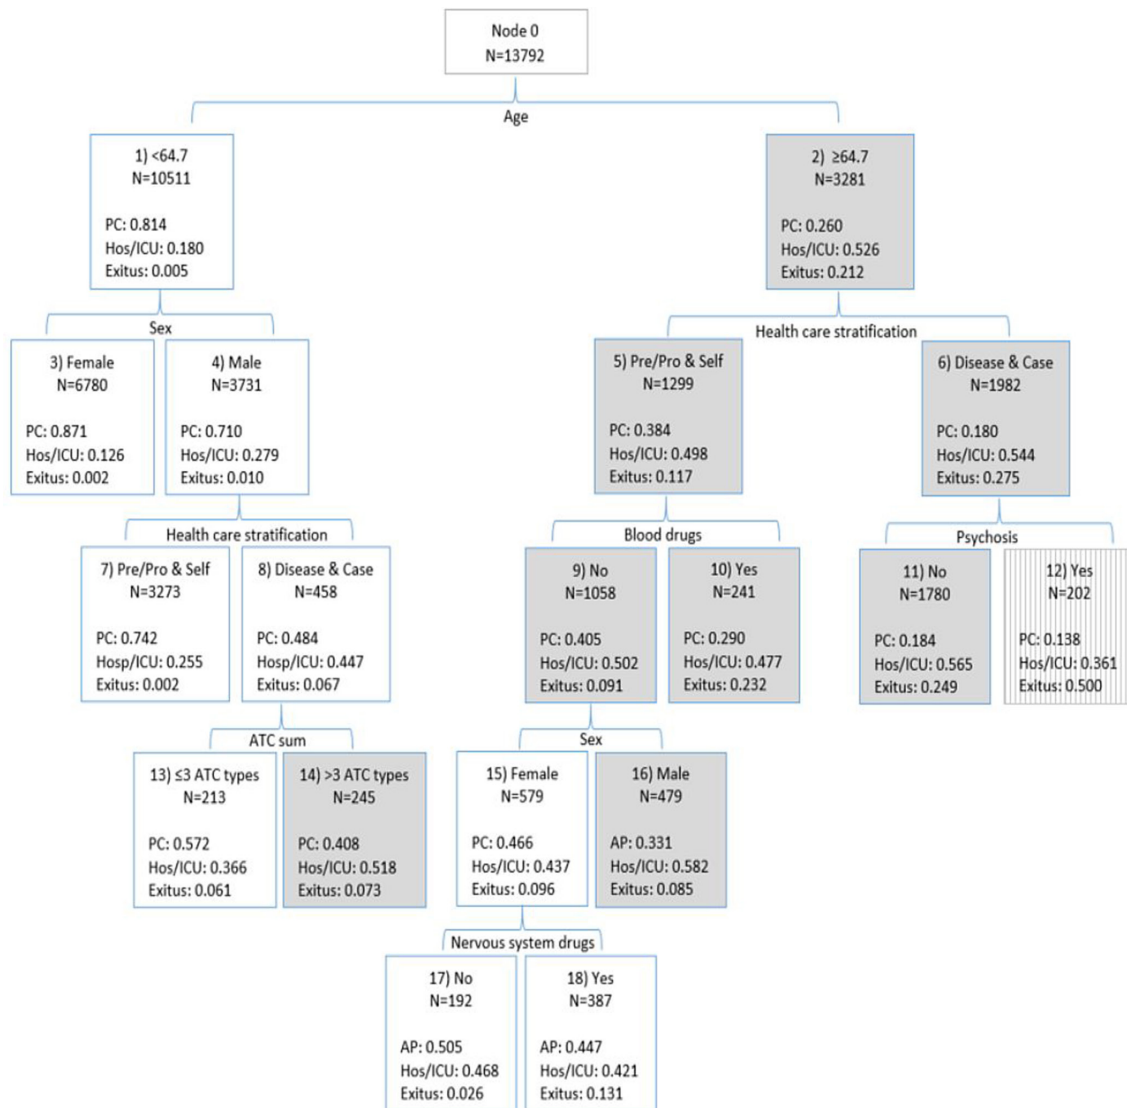 Node 0
N=13792
Age
1) <64.7
N=10511
PC: 0.814
Hos/ICU: 0.180
Exitus: 0.005
2) ≥64.7
N=3281
PC: 0.260
Hos/ICU: 0.526
Exitus: 0.212
Sex
3) Female
N=6780
PC: 0.871
Hos/ICU: 0.126
Exitus: 0.002
4) Male
N=3731
PC: 0.710
Hos/ICU: 0.279
Exitus: 0.010
Health care stratification
5) Pre/Pro & Self
N=1299
PC: 0.384
Hos/ICU: 0.498
Exitus: 0.117
6) Disease & Case
N=1982
PC: 0.180
Hos/ICU: 0.544
Exitus: 0.275
Health care stratification
7) Pre/Pro & Self
N=3273
PC: 0.742
Hosp/ICU: 0.255
Exitus: 0.002
8) Disease & Case
N=458
PC: 0.484
Hosp/ICU: 0.447
Exitus: 0.067
Blood drugs
9) No
N=1058
PC: 0.405
Hos/ICU: 0.502
Exitus: 0.091
10) Yes
N=241
PC: 0.290
Hos/ICU: 0.477
Exitus: 0.232
Psychosis
11) No
N=1780
PC: 0.184
Hos/ICU: 0.565
Exitus: 0.249
12) Yes
N=202
PC: 0.138
Hos/ICU: 0.361
Exitus: 0.500
ATC sum
13) ≤3 ATC types
N=213
PC: 0.572
Hos/ICU: 0.366
Exitus: 0.061
14) >3 ATC types
N=245
PC: 0.408
Hos/ICU: 0.518
Exitus: 0.073
Sex
15) Female
N=579
PC: 0.466
Hos/ICU: 0.437
Exitus: 0.096
16) Male
N=479
AP: 0.331
Hos/ICU: 0.582
Exitus: 0.085
Nervous system drugs
17) No
N=192
AP: 0.505
Hos/ICU: 0.468
Exitus: 0.026
18) Yes
N=387
AP: 0.447
Hos/ICU: 0.421
Exitus: 0.131